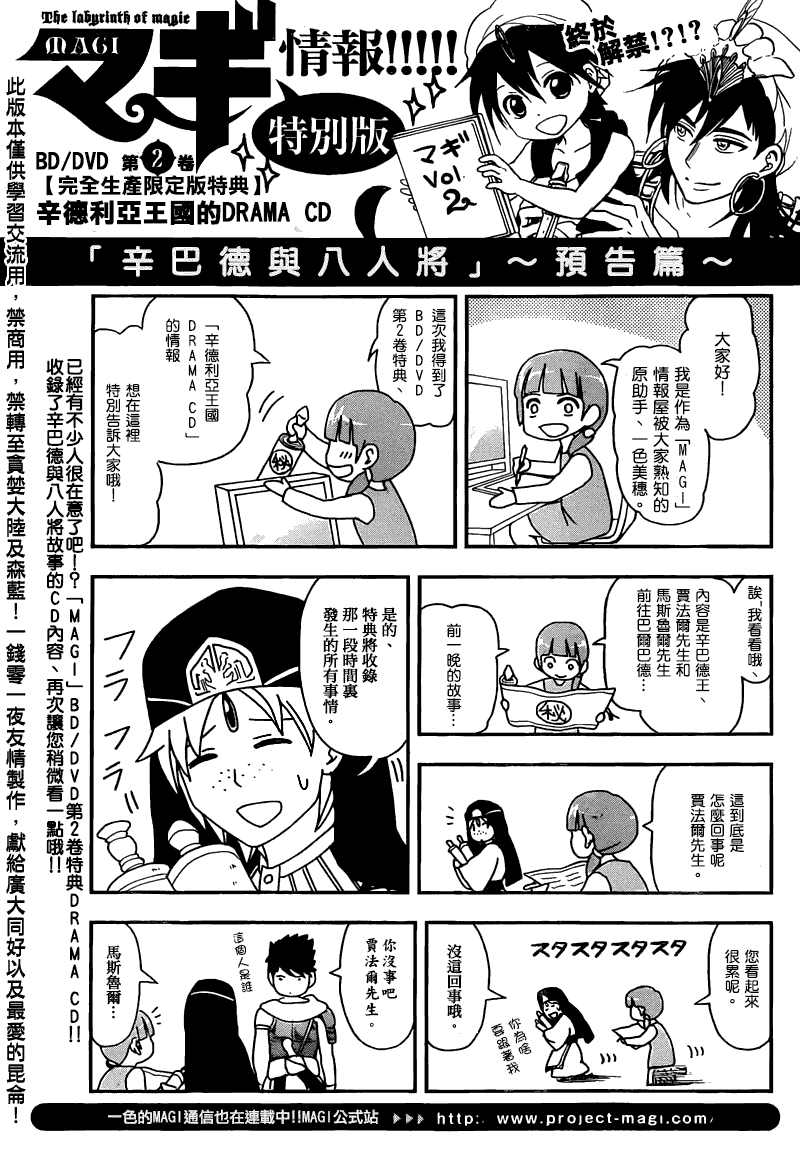 The labyrinth of magic
MAGI
マギ
情報!!!!!
特別版
終於
解禁!?!?
マギ
Vol.
2
BD/DVD 第2卷
【完全生產限定版特典】
辛德利亞王國的DRAMA CD
「辛巴德與八人將」～預告篇～
此版本僅供學習交流用，禁商用，禁轉至貪婪大陸及森藍！一錢零一夜友情製作，獻給廣大同好以及最愛的昆侖！
已經有不少人很在意了吧!?「MAGI」BD/DVD第2卷特典DRAMA CD!!
收錄了辛巴德與八人將故事的CD內容、再次讓您稍微看一點哦!!
大家好！
我是作為「MAGI」
情報屋被大家熟知的
原助手、一色美穗。
這次我得到了
BD/DVD
第2卷特典、
「辛德利亞王國
DRAMA CD」
的情報
想在這裡
特別告訴大家哦！
秘
誒，我看看哦、
內容是辛巴德王、
賈法爾先生和
馬斯魯爾先生
前往巴爾巴德…
前一晚的故事…
秘
是的、
特典將收錄
那一段時間裏
發生的所有事情。
フラ
フラ
這到底是
怎麼回事呢
賈法爾先生。
您看起來
很累呢。
スタスタスタスタ
沒這回事哦。
你為啥
要跟著我
你沒事吧
賈法爾先生。
這個人是誰
馬斯魯爾…
一色的MAGI通信也在連載中!!MAGI公式站 ▶▶▶ http://www.project-magi.com/